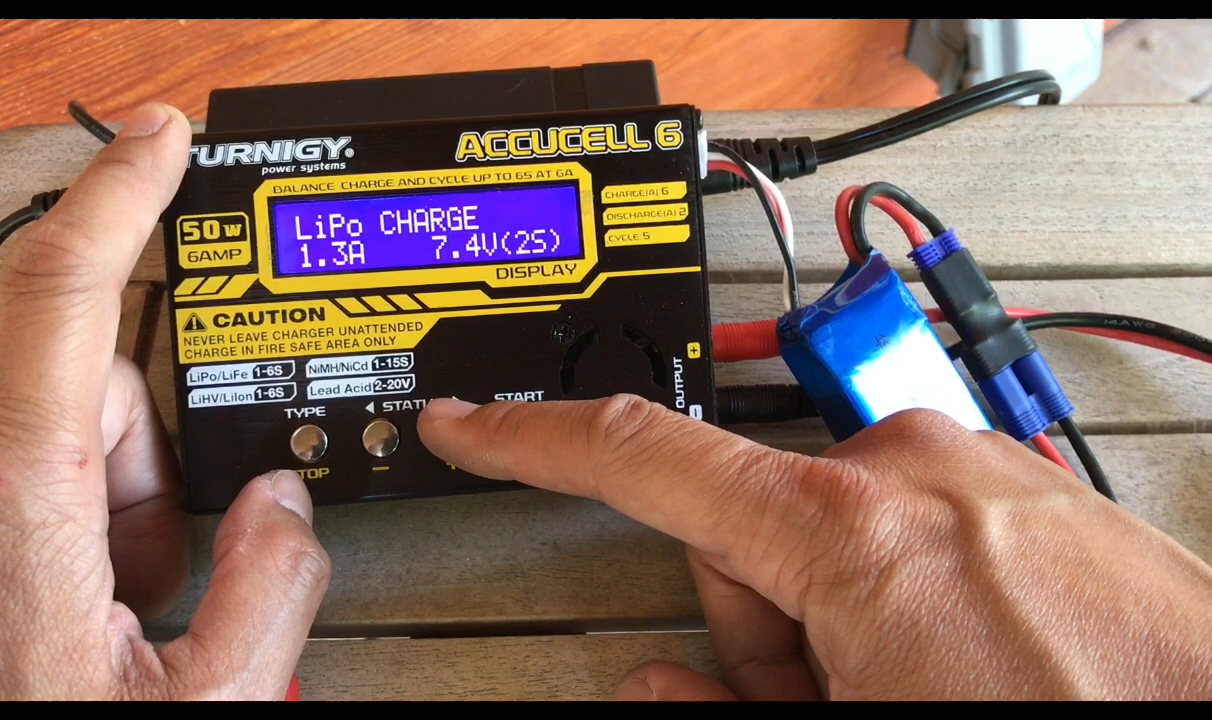 TURNIGY®
power systems
ACCUCELL 6
BALANCE CHARGE AND CYCLE UP TO 6S AT 6A
50W
6AMP
LiPo CHARGE
1.3A 7.4V(2S)
CHARGE(A) 6
DISCHARGE(A) 2
CYCLE 5
DISPLAY
CAUTION
NEVER LEAVE CHARGER UNATTENDED
CHARGE IN FIRE SAFE AREA ONLY
LiPo/LiFe 1-6S
NiMH/NiCd 1-15S
LiHV/LiIon 1-6S
Lead Acid 2-20V
TYPE
STATU
START
TOP
−
+
OUTPUT
+
−
14AWG